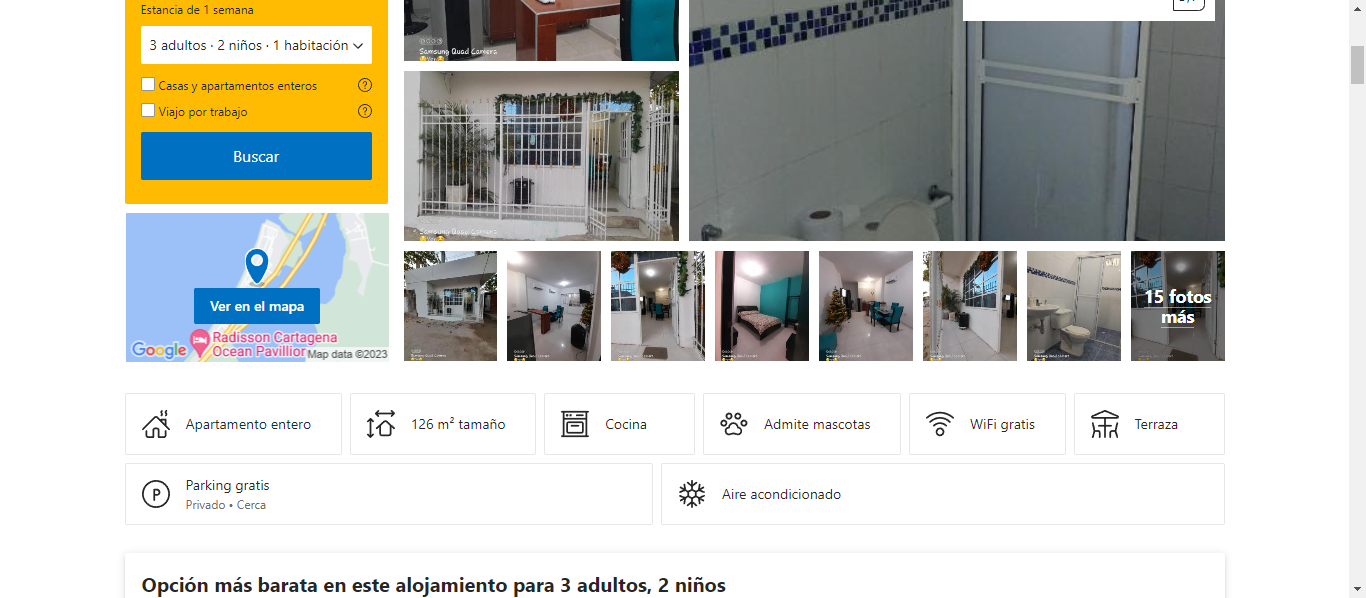 Estancia de 1 semana
3 adultos · 2 niños · 1 habitación
Casas y apartamentos enteros
Viajo por trabajo
Buscar
Samsung Quad Camera
Samsung Quad Camera
Ver en el mapa
Radisson Cartagena
Ocean Pavillion
Google
Map data ©2023
15 fotos
más
Apartamento entero
126 m² tamaño
Cocina
Admite mascotas
WiFi gratis
Terraza
P
Parking gratis
Privado • Cerca
Aire acondicionado
Opción más barata en este alojamiento para 3 adultos, 2 niños